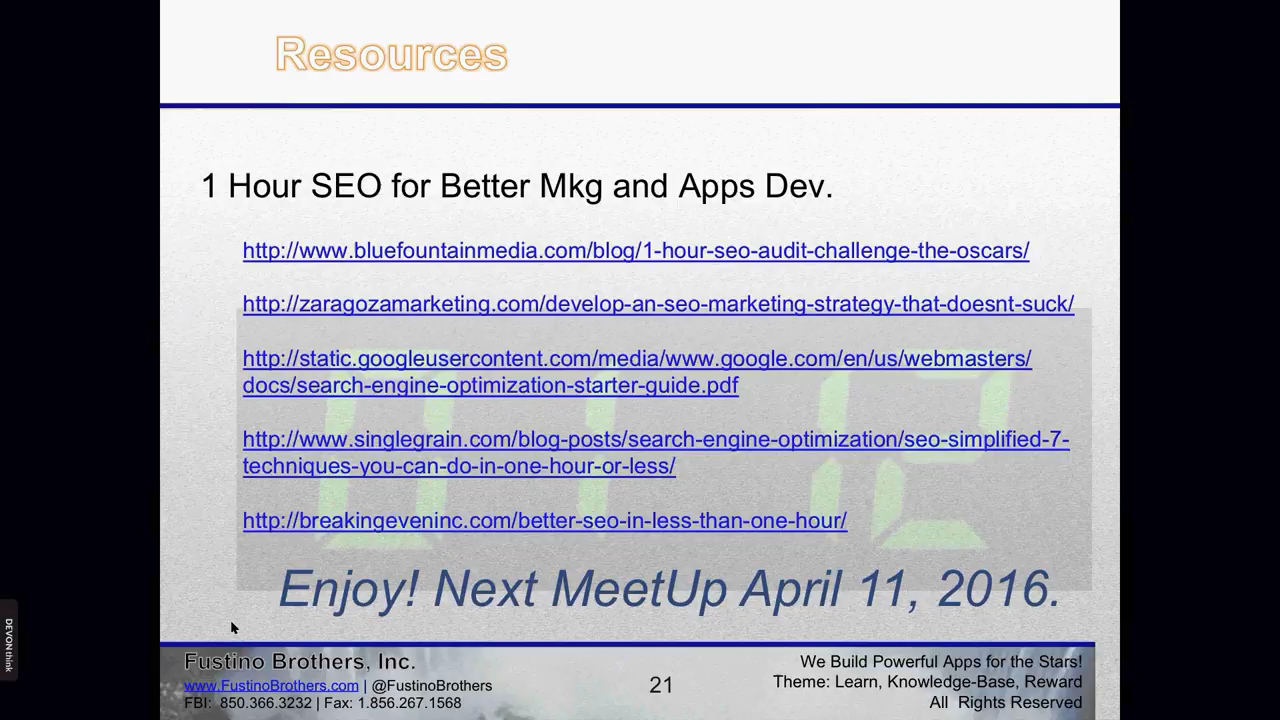 Resources
1 Hour SEO for Better Mkg and Apps Dev.
http://www.bluefountainmedia.com/blog/1-hour-seo-audit-challenge-the-oscars/
http://zaragozamarketing.com/develop-an-seo-marketing-strategy-that-doesnt-suck/
http://static.googleusercontent.com/media/www.google.com/en/us/webmasters/
docs/search-engine-optimization-starter-guide.pdf
http://www.singlegrain.com/blog-posts/search-engine-optimization/seo-simplified-7-
techniques-you-can-do-in-one-hour-or-less/
http://breakingeveninc.com/better-seo-in-less-than-one-hour/
Enjoy! Next MeetUp April 11, 2016.
Fustino Brothers, Inc.
www.FustinoBrothers.com | @FustinoBrothers
FBI: 850.366.3232 | Fax: 1.856.267.1568
21
We Build Powerful Apps for the Stars!
Theme: Learn, Knowledge-Base, Reward
All Rights Reserved
DEVONthink
01 12